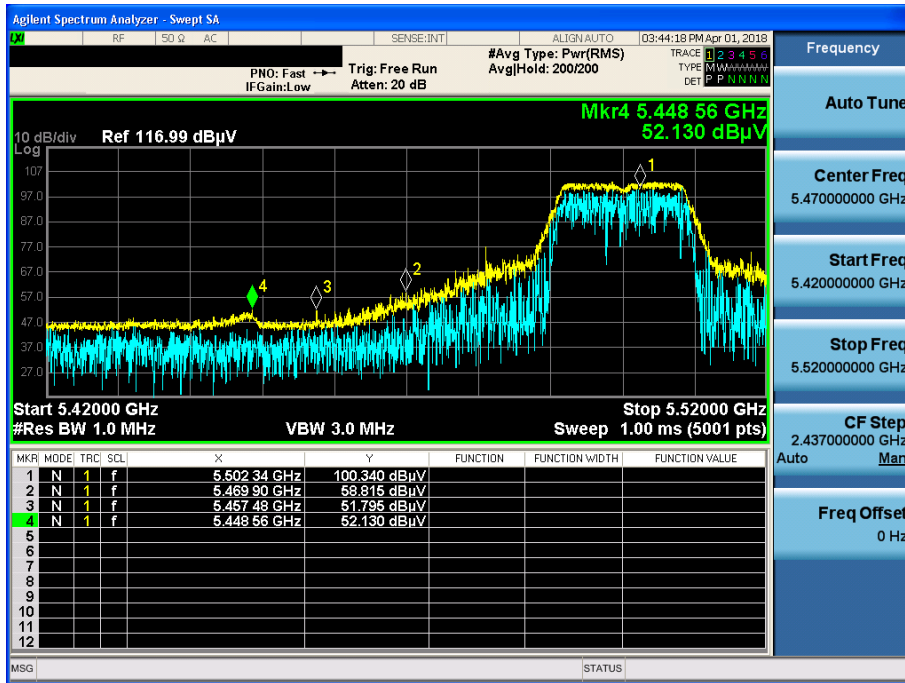 Agilent Spectrum Analyzer - Swept SA
LXI RF 50 Ω AC SENSE:INT ALIGN AUTO 03:44:18 PM Apr 01, 2018
PNO: Fast Trig: Free Run #Avg Type: Pwr(RMS) TRACE 1 2 3 4 5 6
IFGain:Low Atten: 20 dB Avg|Hold: 200/200 TYPE M W
DET P P N N N N
Mkr4 5.448 56 GHz
52.130 dBµV
10 dB/div Ref 116.99 dBµV
Log
107
97.0
87.0
77.0
67.0
57.0
47.0
37.0
27.0
1
2
3
4
Start 5.42000 GHz Stop 5.52000 GHz
#Res BW 1.0 MHz VBW 3.0 MHz Sweep 1.00 ms (5001 pts)
MKR MODE TRC SCL X Y FUNCTION FUNCTION WIDTH FUNCTION VALUE
1 N 1 f 5.502 34 GHz 100.340 dBµV
2 N 1 f 5.469 90 GHz 58.815 dBµV
3 N 1 f 5.457 48 GHz 51.795 dBµV
4 N 1 f 5.448 56 GHz 52.130 dBµV
5
6
7
8
9
10
11
12
MSG STATUS
Frequency
Auto Tune
Center Freq
5.470000000 GHz
Start Freq
5.420000000 GHz
Stop Freq
5.520000000 GHz
CF Step
2.437000000 GHz
Auto Man
Freq Offset
0 Hz